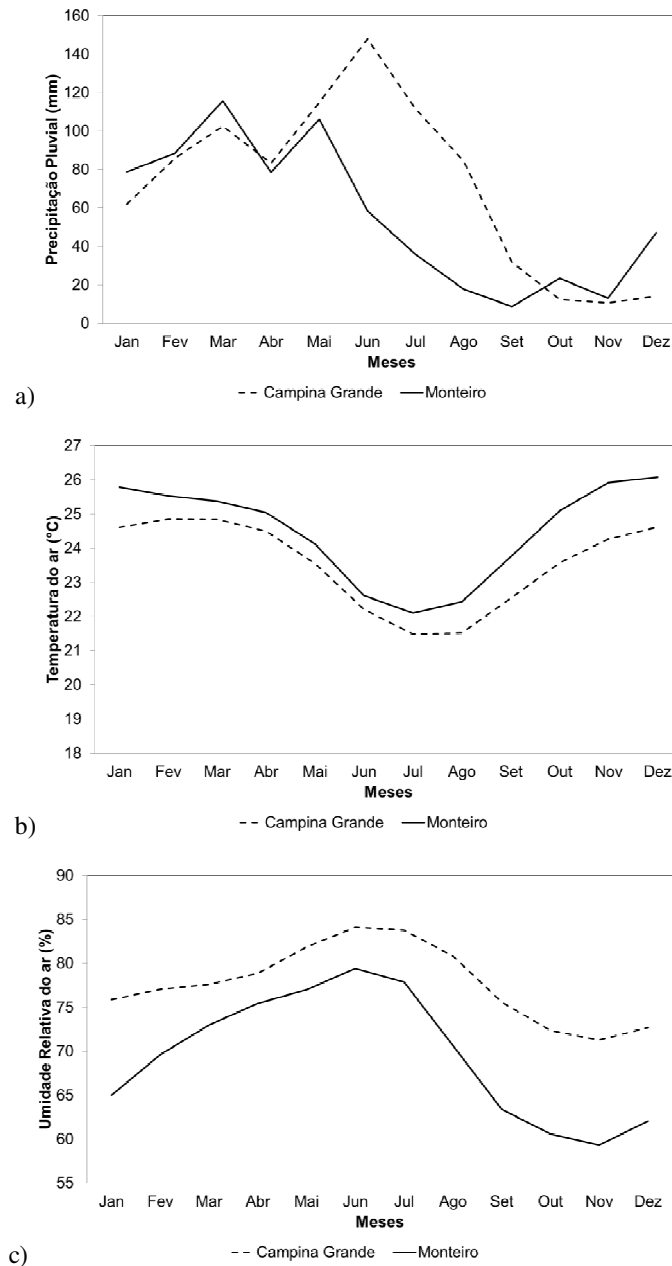 160
140
120
100
80
60
40
20
0
Precipitação Pluvial (mm)
Jan Fev Mar Abr Mai Jun Jul Ago Set Out Nov Dez
Meses
a)
Campina Grande Monteiro
27
26
25
24
23
22
21
20
19
18
Temperatura do ar (°C)
Jan Fev Mar Abr Mai Jun Jul Ago Set Out Nov Dez
Meses
b)
Campina Grande Monteiro
90
85
80
75
70
65
60
55
Umidade Relativa do ar (%)
Jan Fev Mar Abr Mai Jun Jul Ago Set Out Nov Dez
Meses
c)
Campina Grande Monteiro